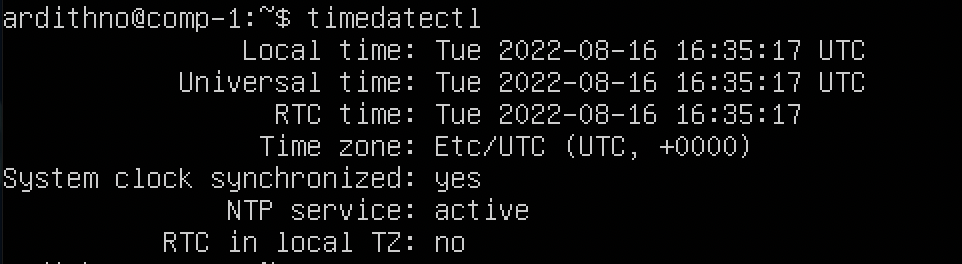 ardithno@comp-1:~$ timedatectl
Local time: Tue 2022-08-16 16:35:17 UTC
Universal time: Tue 2022-08-16 16:35:17 UTC
RTC time: Tue 2022-08-16 16:35:17
Time zone: Etc/UTC (UTC, +0000)
System clock synchronized: yes
NTP service: active
RTC in local TZ: no